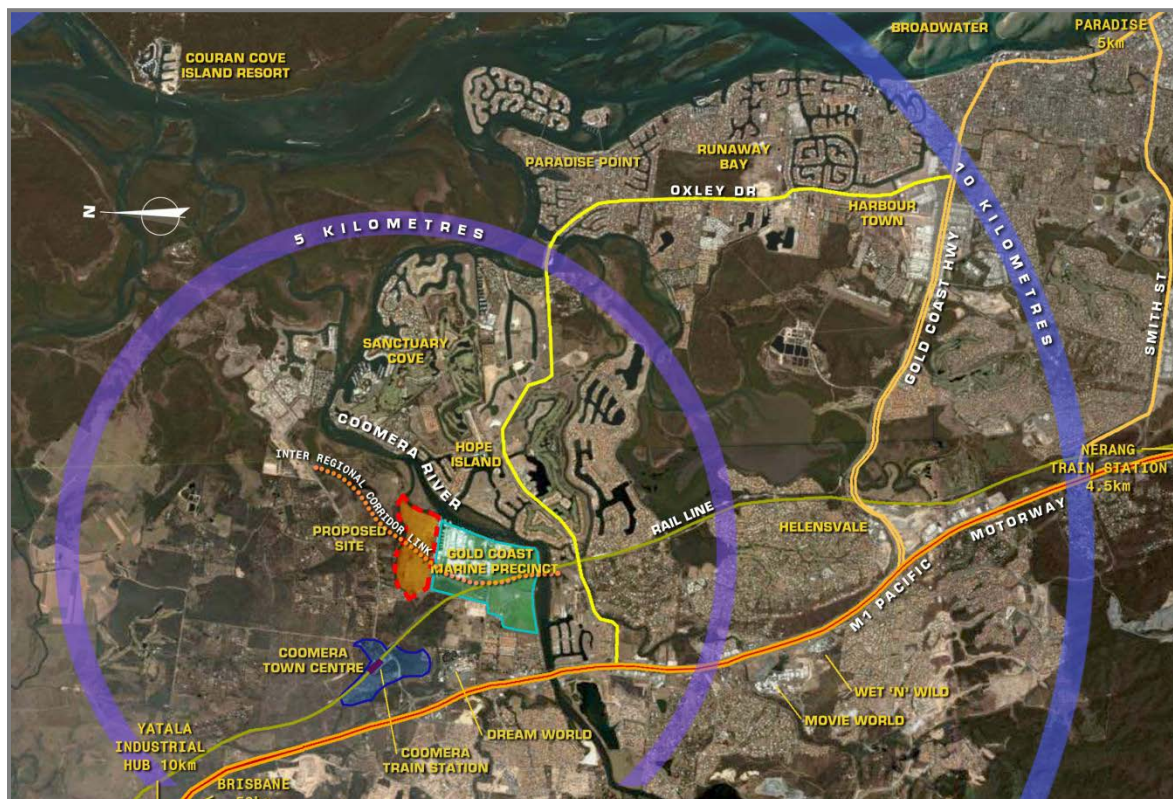 BROADWATER
PARADISE
5km
COURAN COVE
ISLAND RESORT
PARADISE POINT
RUNAWAY
BAY
OXLEY DR
HARBOUR
TOWN
10 KILOMETRES
N
5 KILOMETRES
GOLD COAST HWY
SMITH ST
SANCTUARY
COVE
COOMERA RIVER
HOPE
ISLAND
INTER REGIONAL CORRIDOR LINK
PROPOSED
SITE
GOLD COAST
MARINE PRECINCT
RAIL LINE
HELENSVALE
NERANG
TRAIN STATION
4.5km
M1 PACIFIC MOTORWAY
COOMERA
TOWN CENTRE
WET 'N' WILD
MOVIE WORLD
DREAM WORLD
COOMERA
TRAIN STATION
YATALA
INDUSTRIAL
HUB 10km
BRISBANE